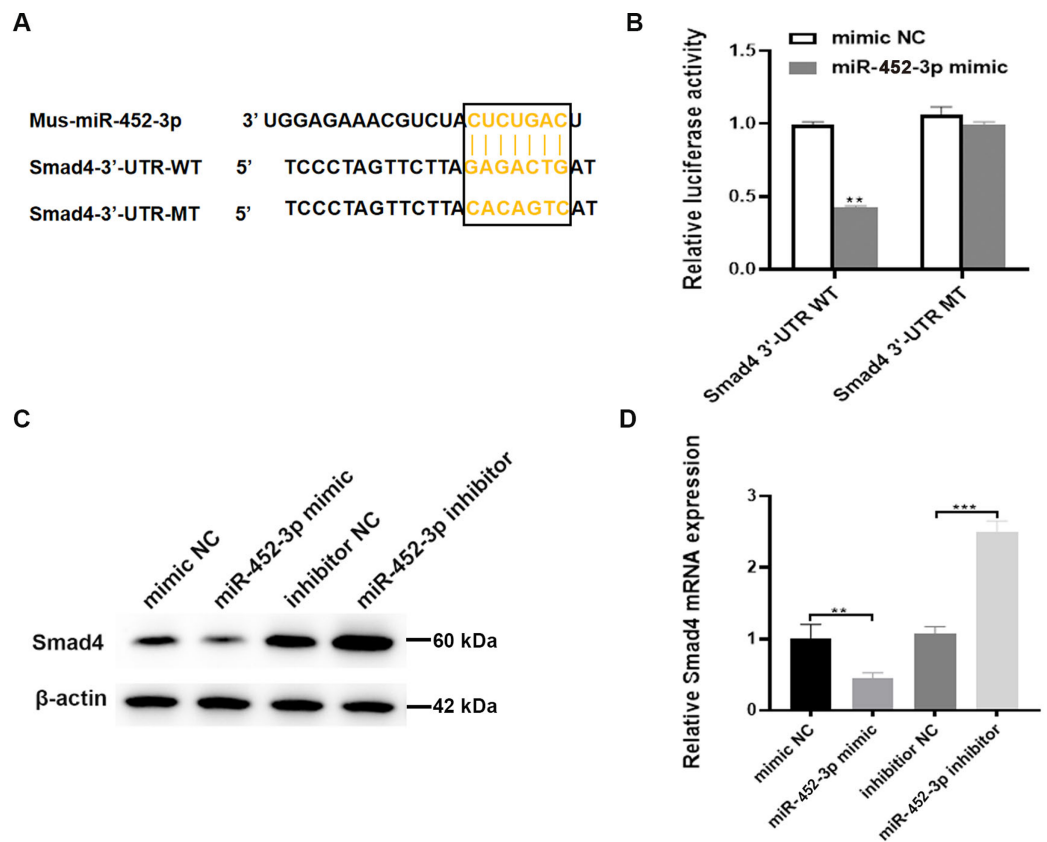 A
Mus-miR-452-3p 3’ UGGAGAAACGUCUACUCUGACU
Smad4-3’-UTR-WT 5’ TCCCTAGTTCTTAGAGACTGAT
Smad4-3’-UTR-MT 5’ TCCCTAGTTCTTACACAGTCAT
B
mimic NC
miR-452-3p mimic
Relative luciferase activity
1.5
1.0
0.5
0.0
**
Smad4 3'-UTR WT
Smad4 3'-UTR MT
C
mimic NC
miR-452-3p mimic
inhibitor NC
miR-452-3p inhibitor
Smad4
60 kDa
β-actin
42 kDa
D
Relative Smad4 mRNA expression
3
2
1
0
**
***
mimic NC
miR-452-3p mimic
inhibitior NC
miR-452-3p inhibitor